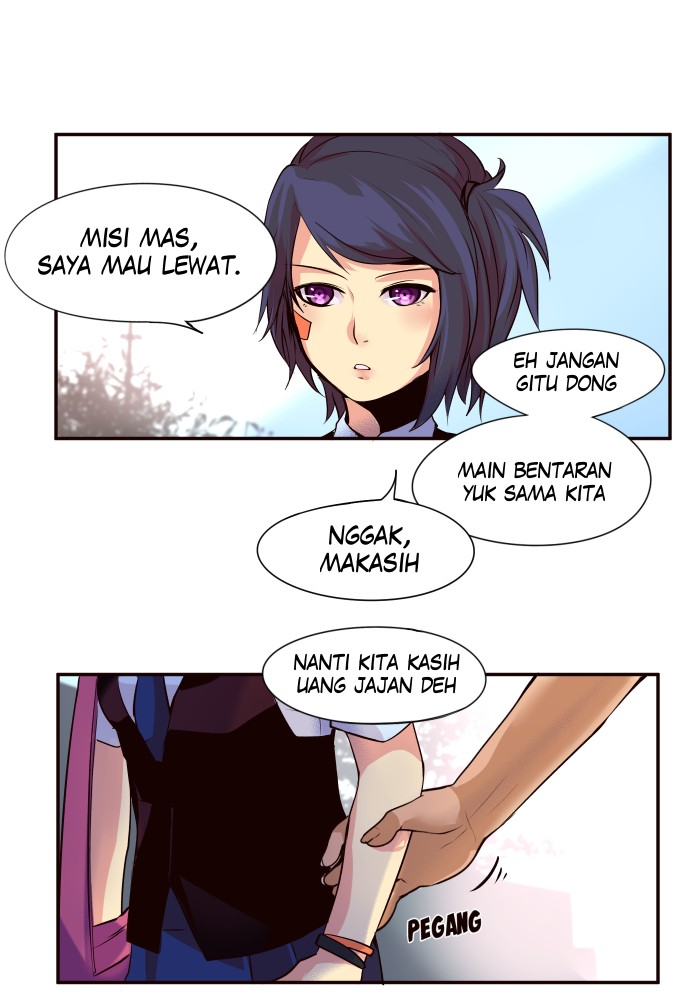 MISI MAS,
SAYA MAU LEWAT.
EH JANGAN
GITU DONG
MAIN BENTARAN
YUK SAMA KITA
NGGAK,
MAKASIH
NANTI KITA KASIH
UANG JAJAN DEH
PEGANG